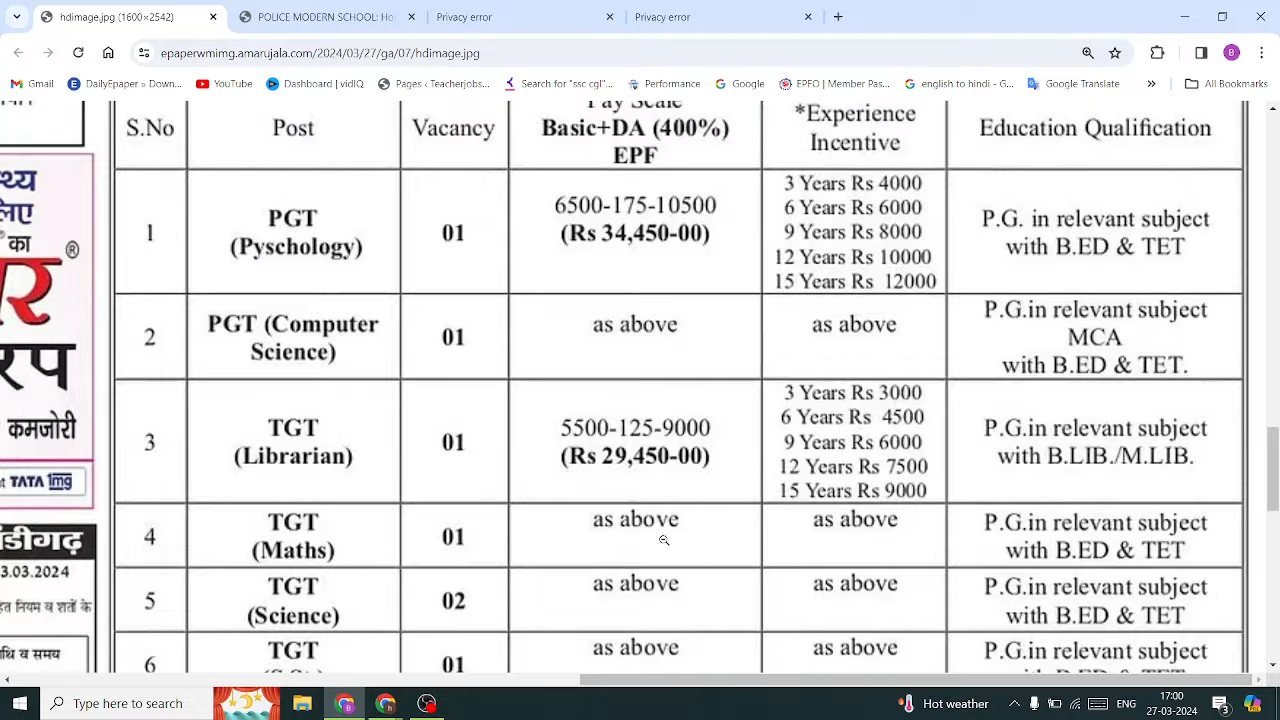 hdimage.jpg (1600×2542)
POLICE MODEL SCHOOL: Ho
Privacy error
Privacy error
epaperwmimg.amarujala.com/2024/03/27/ga/07/hdimage.jpg
Gmail
DailyEpaper » Down...
YouTube
Dashboard | vidIQ
Pages ‹ Teacherjobs...
Search for "ssc cgl"...
Performance
Google
EPFO | Member Pas...
english to hindi - G...
Google Translate
All Bookmarks
S.No
Post
Vacancy
Pay Scale
Basic+DA (400%)
EPF
*Experience
Incentive
Education Qualification
1
PGT
(Pyschology)
01
6500-175-10500
(Rs 34,450-00)
3 Years Rs 4000
6 Years Rs 6000
9 Years Rs 8000
12 Years Rs 10000
15 Years Rs 12000
P.G. in relevant subject
with B.ED & TET
2
PGT (Computer
Science)
01
as above
as above
P.G.in relevant subject
MCA
with B.ED & TET.
3
TGT
(Librarian)
01
5500-125-9000
(Rs 29,450-00)
3 Years Rs 3000
6 Years Rs 4500
9 Years Rs 6000
12 Years Rs 7500
15 Years Rs 9000
P.G.in relevant subject
with B.LIB./M.LIB.
4
TGT
(Maths)
01
as above
as above
P.G.in relevant subject
with B.ED & TET
5
TGT
(Science)
02
as above
as above
P.G.in relevant subject
with B.ED & TET
6
TGT
01
as above
as above
P.G.in relevant subject
का
®
कमजोरी
TATA 1mg
3.03.2024
व समय
Type here to search
Hot weather
ENG
17:00
27-03-2024
3